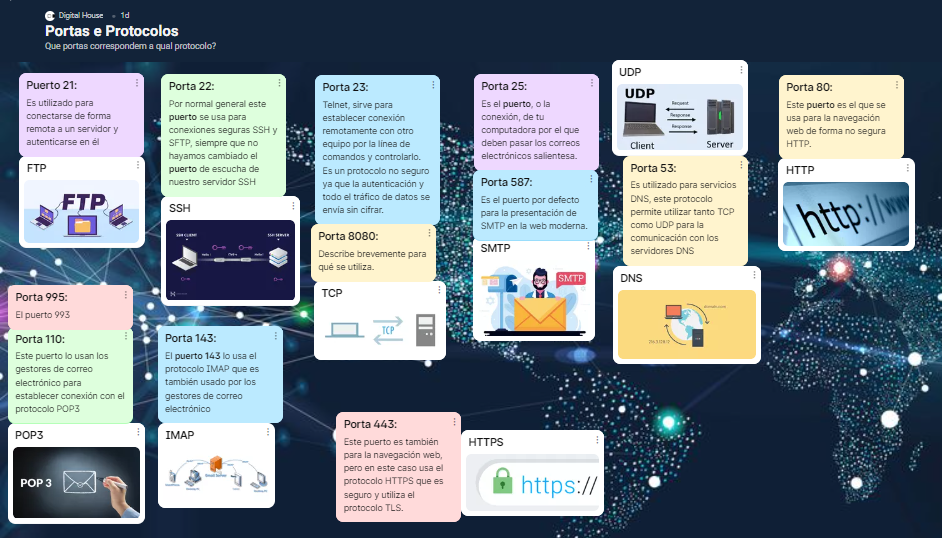 Digital House • 1d
Portas e Protocolos
Que portas correspondem a qual protocolo?
Puerto 21:
Es utilizado para
conectarse de forma
remota a un servidor y
autenticarse en él
FTP
FTP
Porta 995:
El puerto 993
Porta 110:
Este puerto lo usan los
gestores de correo
electrónico para
establecer conexión con el
protocolo POP3
POP3
POP 3
Porta 22:
Por normal general este
puerto se usa para
conexiones seguras SSH y
SFTP, siempre que no
hayamos cambiado el
puerto de escucha de
nuestro servidor SSH
SSH
SSH CLIENT
SSH SERVER
Porta 143:
El puerto 143 lo usa el
protocolo IMAP que es
también usado por los
gestores de correo
electrónico
IMAP
Porta 23:
Telnet, sirve para
establecer conexión
remotamente con otro
equipo por la línea de
comandos y controlarlo.
Es un protocolo no seguro
ya que la autenticación y
todo el tráfico de datos se
envía sin cifrar.
Porta 8080:
Describe brevemente para
qué se utiliza.
TCP
TCP
Porta 443:
Este puerto es también
para la navegación web,
pero en este caso usa el
protocolo HTTPS que es
seguro y utiliza el
protocolo TLS.
HTTPS
https://
Porta 25:
Es el puerto, o la
conexión, de tu
computadora por el que
deben pasar los correos
electrónicos salientesa.
Porta 587:
Es el puerto por defecto
para la presentación de
SMTP en la web moderna.
SMTP
SMTP
UDP
UDP
Request
Response
Response
Client
Server
Porta 53:
Es utilizado para servicios
DNS, este protocolo
permite utilizar tanto TCP
como UDP para la
comunicación con los
servidores DNS
DNS
Porta 80:
Este puerto es el que se
usa para la navegación
web de forma no segura
HTTP.
HTTP
http://ww